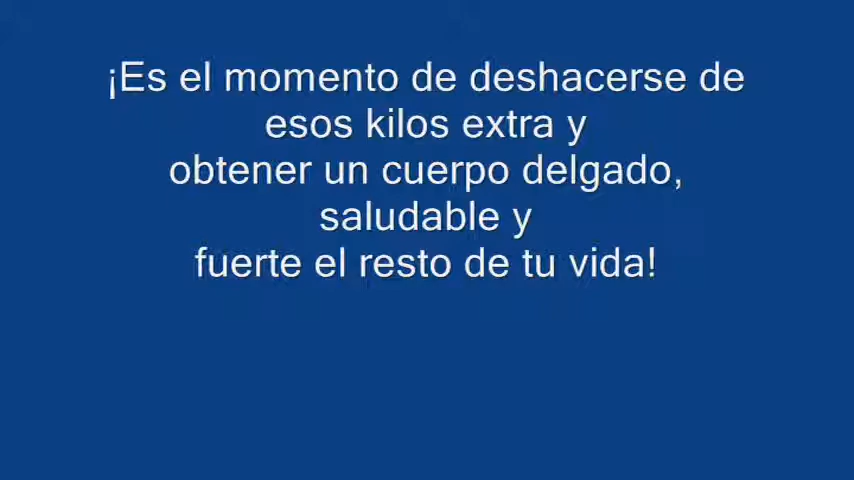 ¡Es el momento de deshacerse de
esos kilos extra y
obtener un cuerpo delgado,
saludable y
fuerte el resto de tu vida!